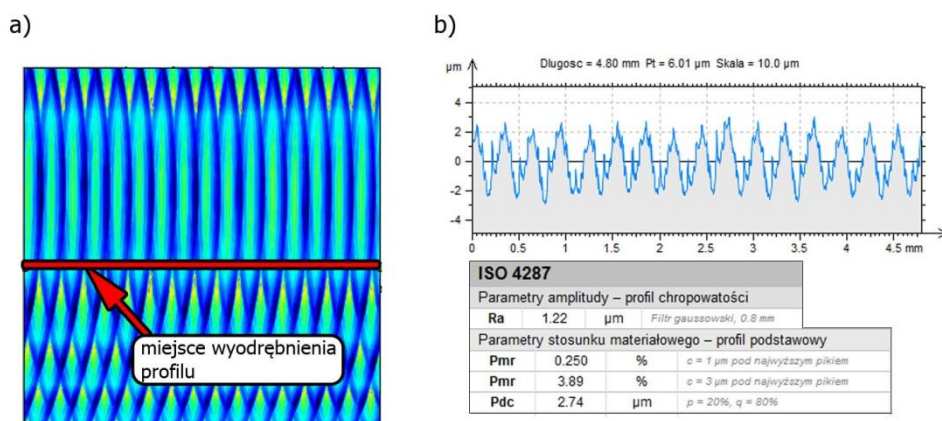 a)
miejsce wyodrębnienia
profilu
b)
Dlugosc = 4.80 mm Pt = 6.01 µm Skala = 10.0 µm
µm
4
2
0
-2
-4
0 0.5 1 1.5 2 2.5 3 3.5 4 4.5 mm
ISO 4287
Parametry amplitudy – profil chropowatości
Ra 1.22 µm Filtr gaussowski, 0.8 mm
Parametry stosunku materiałowego – profil podstawowy
Pmr 0.250 % c = 1 µm pod najwyższym pikiem
Pmr 3.89 % c = 3 µm pod najwyższym pikiem
Pdc 2.74 µm p = 20%, q = 80%